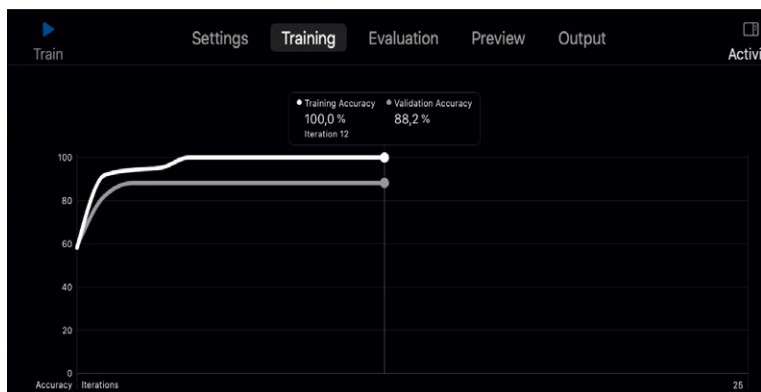 Train
Settings Training Evaluation Preview Output
Activi
Training Accuracy Validation Accuracy
100,0 % 88,2 %
Iteration 12
100
80
60
40
20
0
Accuracy Iterations 25